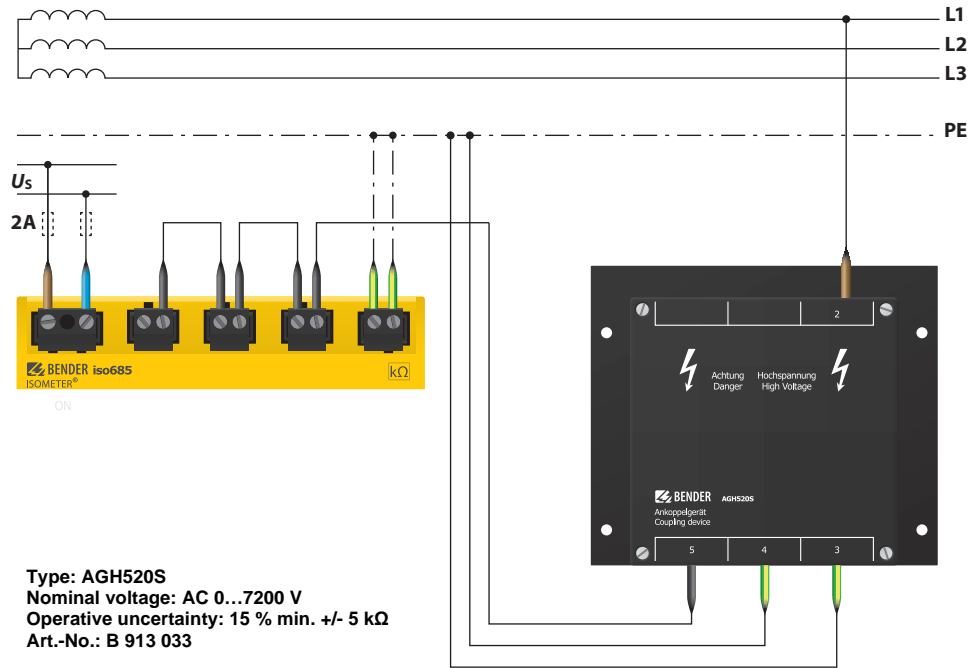 L1
L2
L3
PE
Us
2A
BENDER iso685
ISOMETER®
kΩ
ON
2
Achtung Hochspannung
Danger High Voltage
BENDER AGH520S
Ankoppelgerät
Coupling device
5 4 3
Type: AGH520S
Nominal voltage: AC 0…7200 V
Operative uncertainty: 15 % min. +/- 5 kΩ
Art.-No.: B 913 033